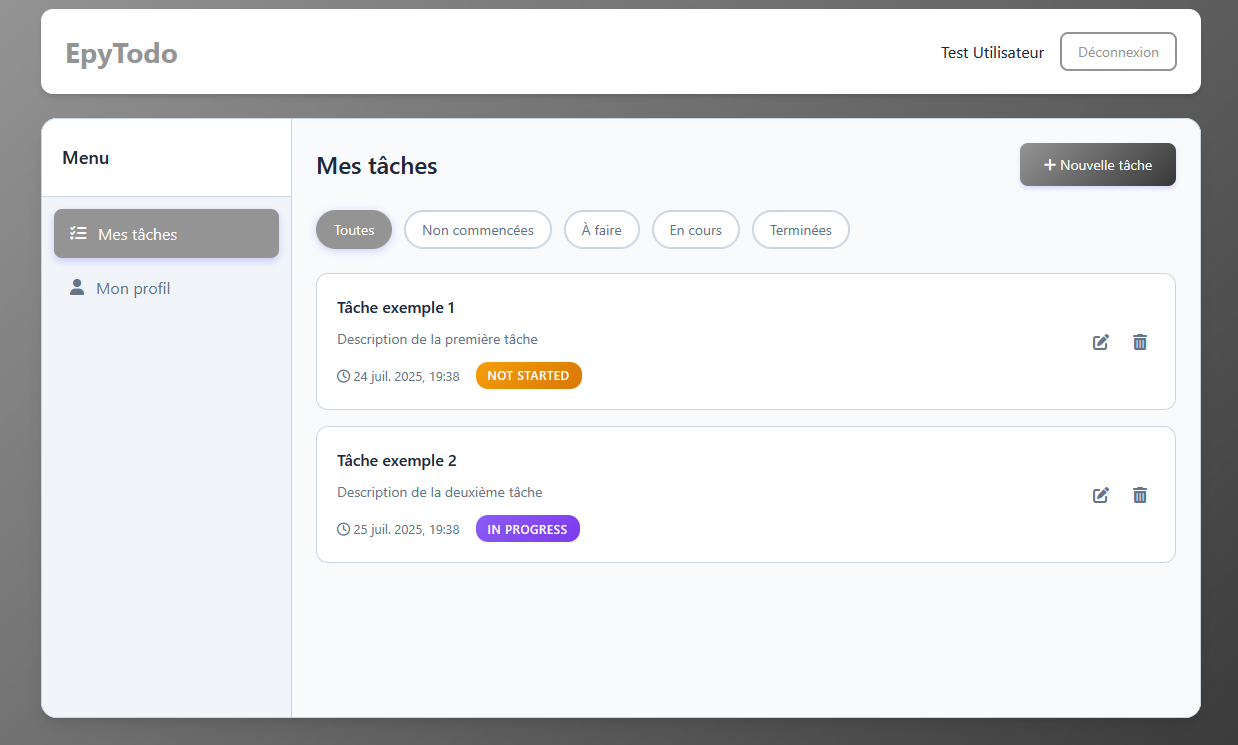 EpyTodo
Test Utilisateur
Déconnexion
Menu
Mes tâches
Mon profil
Mes tâches
+ Nouvelle tâche
Toutes
Non commencées
À faire
En cours
Terminées
Tâche exemple 1
Description de la première tâche
24 juil. 2025, 19:38
NOT STARTED
Tâche exemple 2
Description de la deuxième tâche
25 juil. 2025, 19:38
IN PROGRESS